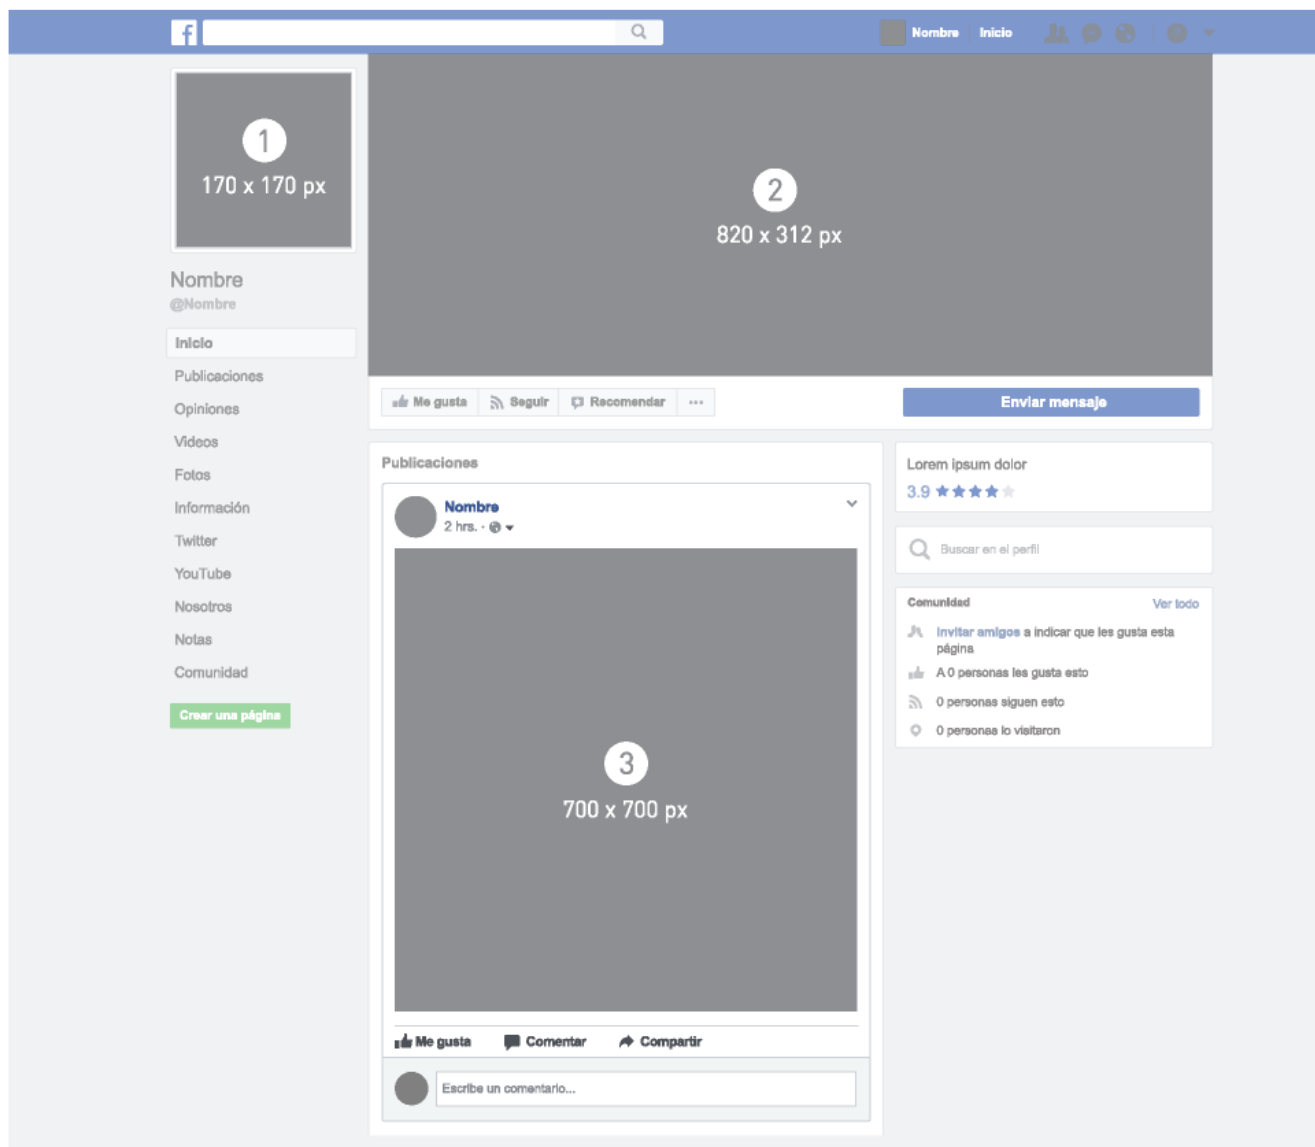 f
Nombre Inicio
1
170 x 170 px
2
820 x 312 px
Nombre
@Nombre
Inicio
Publicaciones
Opiniones
Videos
Fotos
Información
Twitter
YouTube
Nosotros
Notas
Comunidad
Crear una página
Me gusta Seguir Recomendar ...
Enviar mensaje
Publicaciones
Nombre
2 hrs. ·
3
700 x 700 px
Me gusta Comentar Compartir
Escribe un comentario...
Lorem ipsum dolor
3.9
Buscar en el perfil
Comunidad Ver todo
Invitar amigos a indicar que les gusta esta
página
A 0 personas les gusta esto
0 personas siguen esto
0 personas lo visitaron